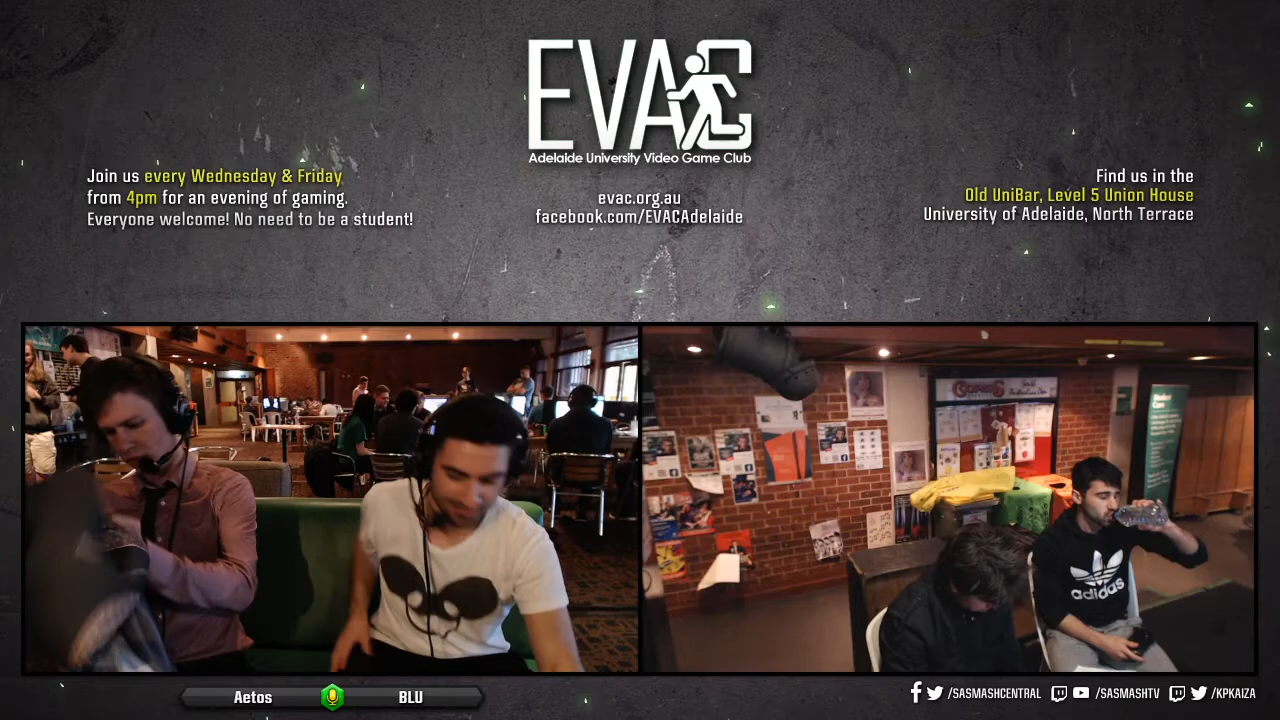 EVAC
Adelaide University Video Game Club
Join us every Wednesday & Friday
from 4pm for an evening of gaming.
Everyone welcome! No need to be a student!
evac.org.au
facebook.com/EVACAdelaide
Find us in the
Old UniBar, Level 5 Union House
University of Adelaide, North Terrace
adidas
Aetos
BLU
/SASMASHCENTRAL
/SASMASHTV
/KPKAIZA